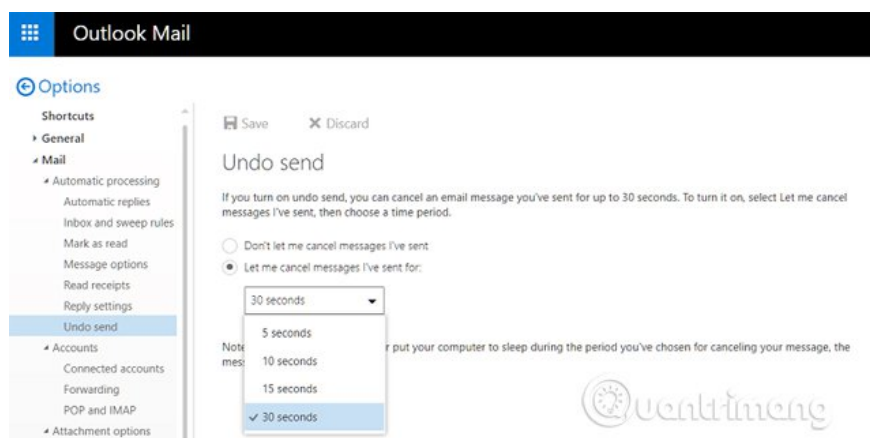 Outlook Mail
Options
Shortcuts
General
Mail
Automatic processing
Automatic replies
Inbox and sweep rules
Mark as read
Message options
Read receipts
Reply settings
Undo send
Accounts
Connected accounts
Forwarding
POP and IMAP
Attachment options
Save Discard
Undo send
If you turn on undo send, you can cancel an email message you've sent for up to 30 seconds. To turn it on, select Let me cancel
messages I've sent, then choose a time period.
Don't let me cancel messages I've sent
Let me cancel messages I've sent for:
30 seconds
5 seconds
10 seconds
15 seconds
30 seconds
Note r put your computer to sleep during the period you've chosen for canceling your message, the
mes
Quantrimang